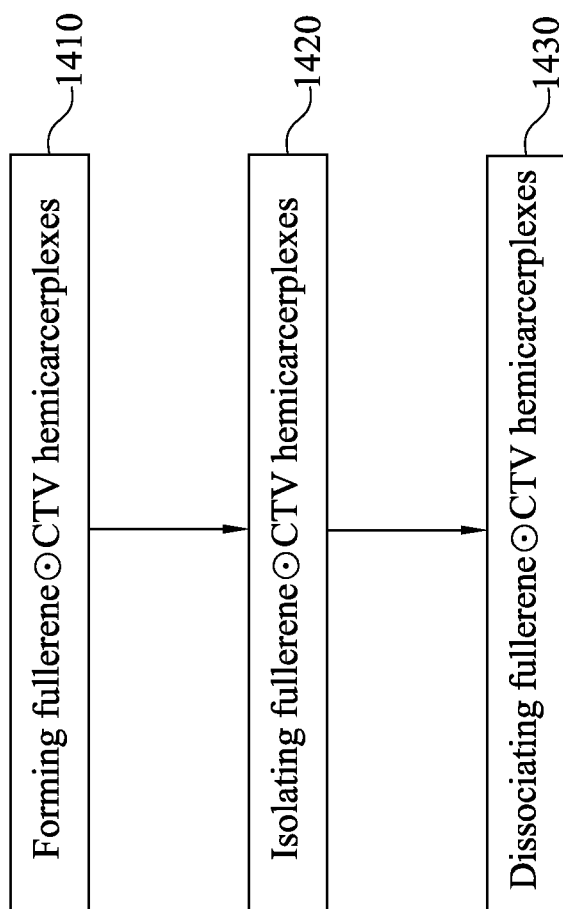 Forming fullerene⊙CTV hemicarcerplexes
1410
Isolating fullerene⊙CTV hemicarcerplexes
1420
Dissociating fullerene⊙CTV hemicarcerplexes
1430